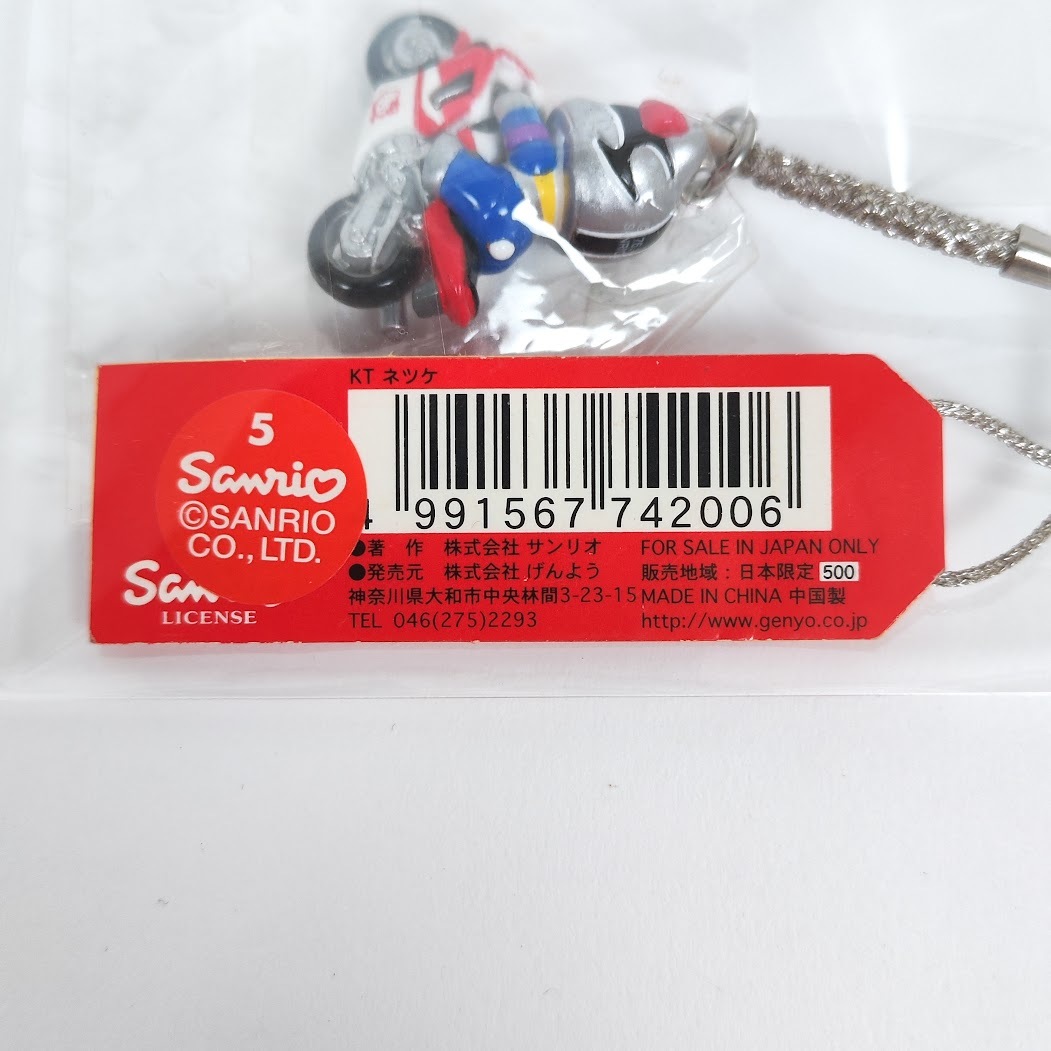 KT ネツケ
5
Sanrio
©SANRIO
CO., LTD.
San
LICENSE
4 991567 742006
●著 作 株式会社 サンリオ
●発売元 株式会社 げんよう
神奈川県大和市中央林間3-23-15
TEL 046(275)2293
FOR SALE IN JAPAN ONLY
販売地域：日本限定 500
MADE IN CHINA 中国製
http://www.genyo.co.jp